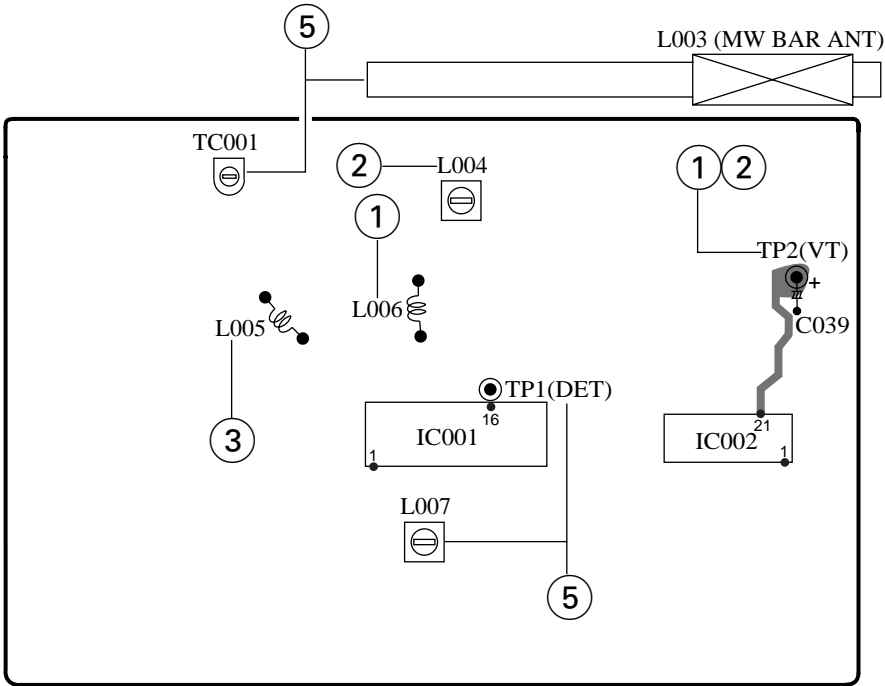 5
L003 (MW BAR ANT)
TC001
2
L004
1 2
1
TP2(VT)
+
L006
L005
C039
TP1(DET)
16
3
IC001
1
21
IC002
1
L007
5